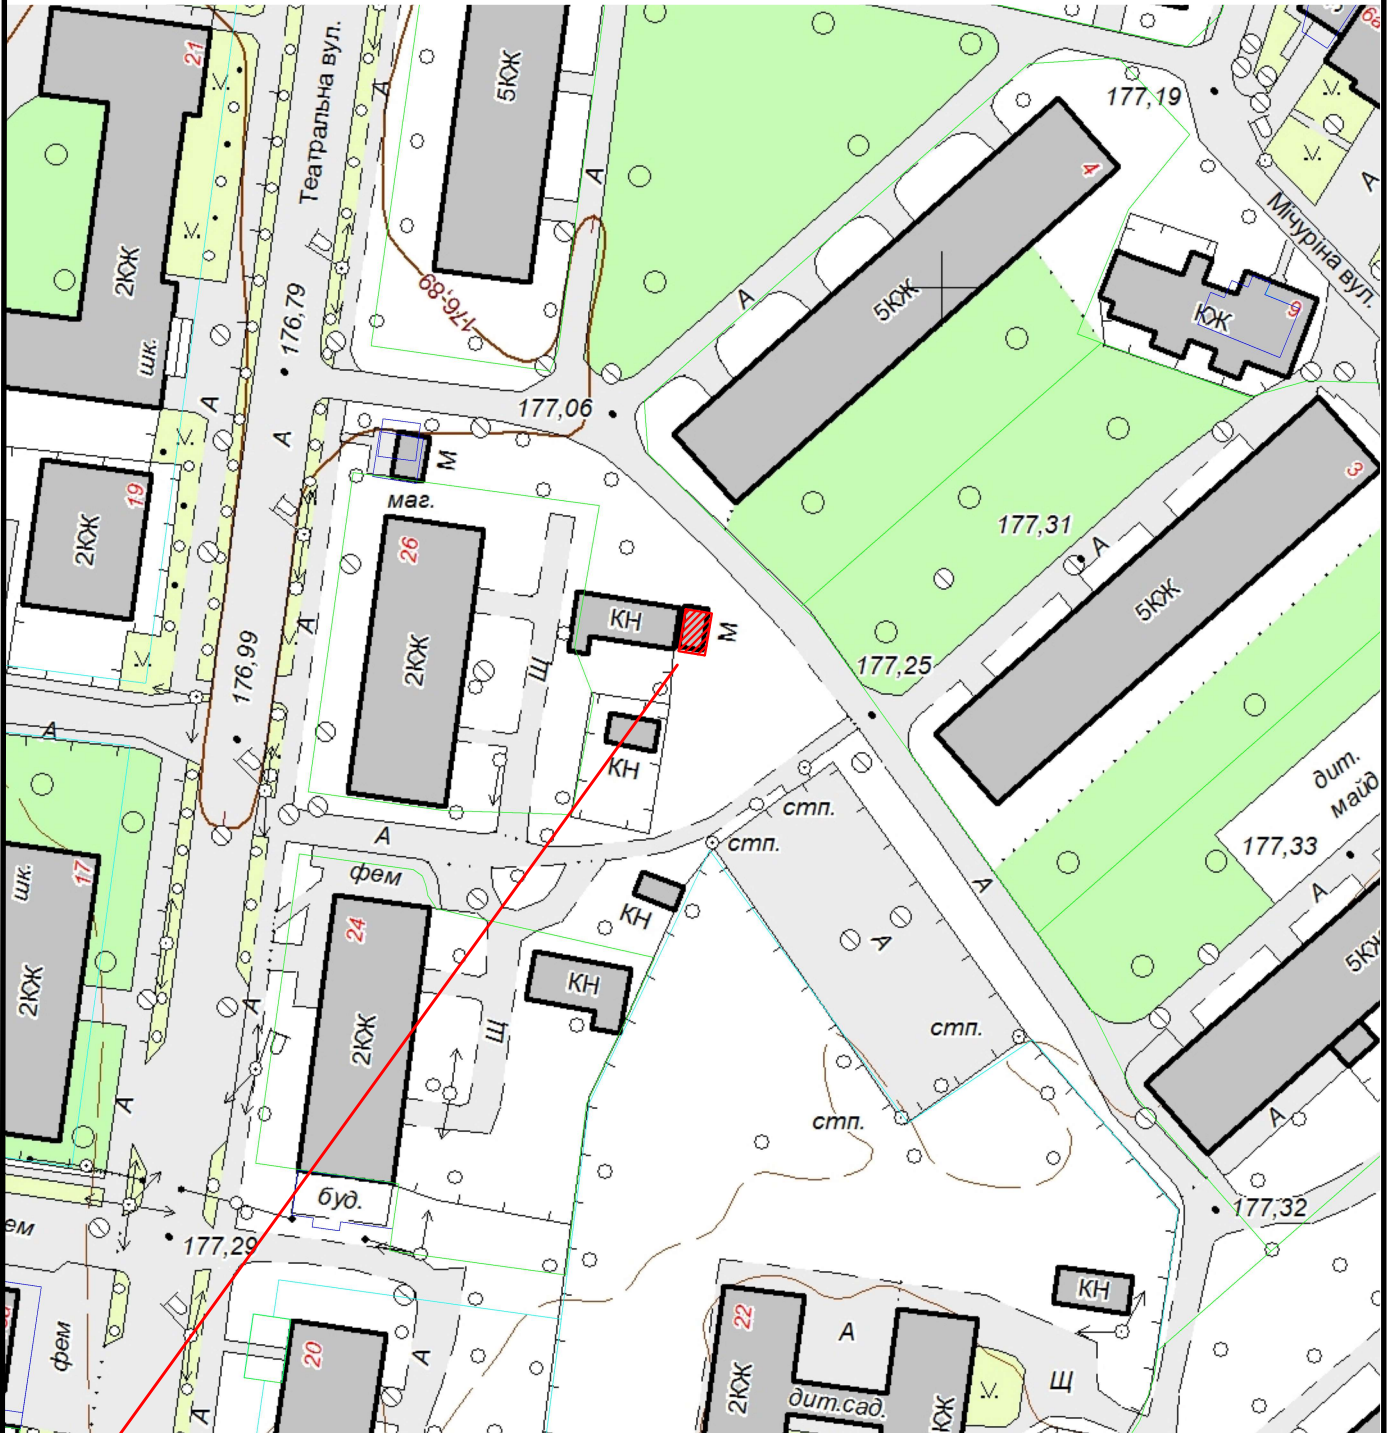 21
Театральна вул.
А
5КЖ
А
177,19
4
Мічуріна вул.
А
6а
2КЖ
шк.
176,79
176,89
А
5КЖ
КЖ
9
177,06
А
А
М
маг.
19
2КЖ
26
2КЖ
177,31
А
3
5КЖ
КН
М
А
Щ
177,25
176,99
А
КН
дит.
майд
стп.
стп.
177,33
А
фем
А
А
шк.
17
2КЖ
24
2КЖ
КН
КН
А
А
Щ
5КЖ
стп.
стп.
А
А
буд.
177,29
ем
177,32
КН
фем
20
А
А
22
2КЖ
А
дит.сад.
КЖ
Щ